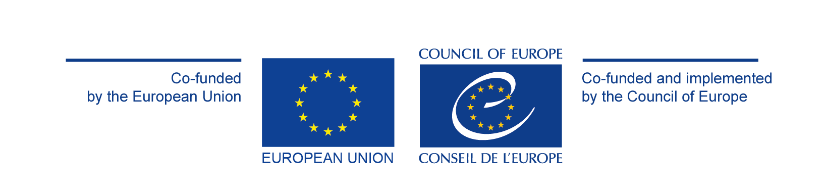 Co-funded
by the European Union
EUROPEAN UNION
COUNCIL OF EUROPE
CONSEIL DE L'EUROPE
Co-funded and implemented
by the Council of Europe